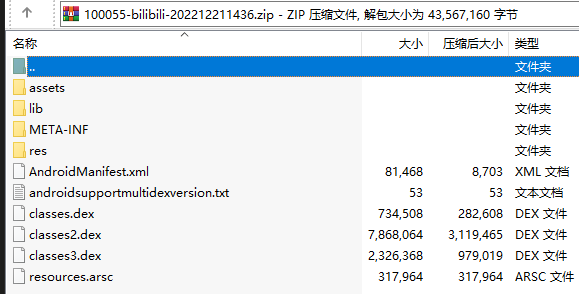 100055-bilibili-202212211436.zip - ZIP 压缩文件, 解包大小为 43,567,160 字节
名称 大小 压缩后大小 类型
.. 文件夹
assets 文件夹
lib 文件夹
META-INF 文件夹
res 文件夹
AndroidManifest.xml 81,468 8,703 XML 文档
androidsupportmultidexversion.txt 53 53 文本文档
classes.dex 734,508 282,608 DEX 文件
classes2.dex 7,868,064 3,119,465 DEX 文件
classes3.dex 2,326,368 979,019 DEX 文件
resources.arsc 317,964 317,964 ARSC 文件